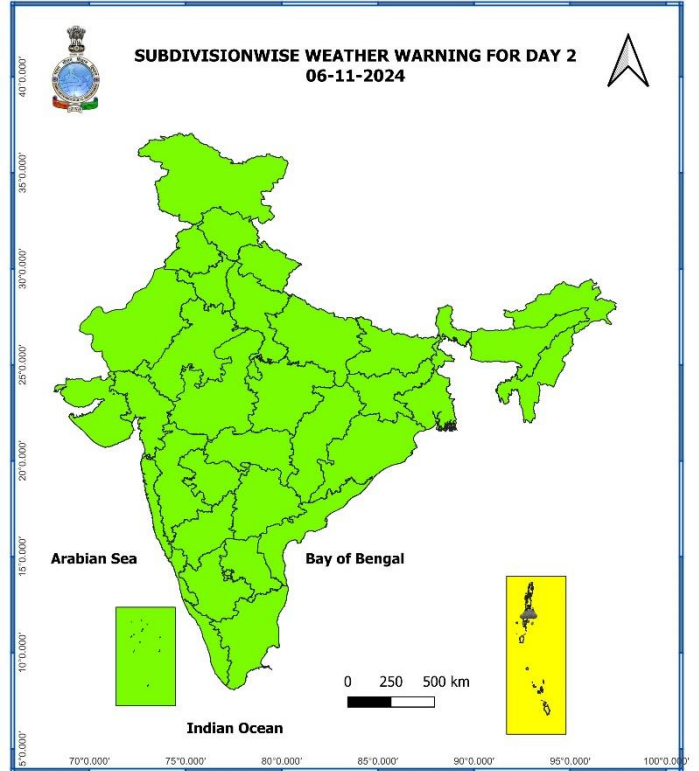 SUBDIVISIONWISE WEATHER WARNING FOR DAY 2
06-11-2024
40°0.000'
35°0.000'
30°0.000'
25°0.000'
20°0.000'
15°0.000'
10°0.000'
5°0.000'
Arabian Sea
Bay of Bengal
0 250 500 km
Indian Ocean
70°0.000' 75°0.000' 80°0.000' 85°0.000' 90°0.000' 95°0.000' 100°0.000'